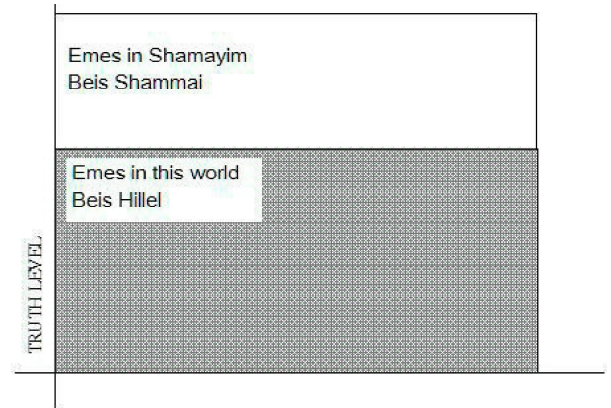 Emes in Shamayim
Beis Shammai
Emes in this world
Beis Hillel
TRUTH LEVEL